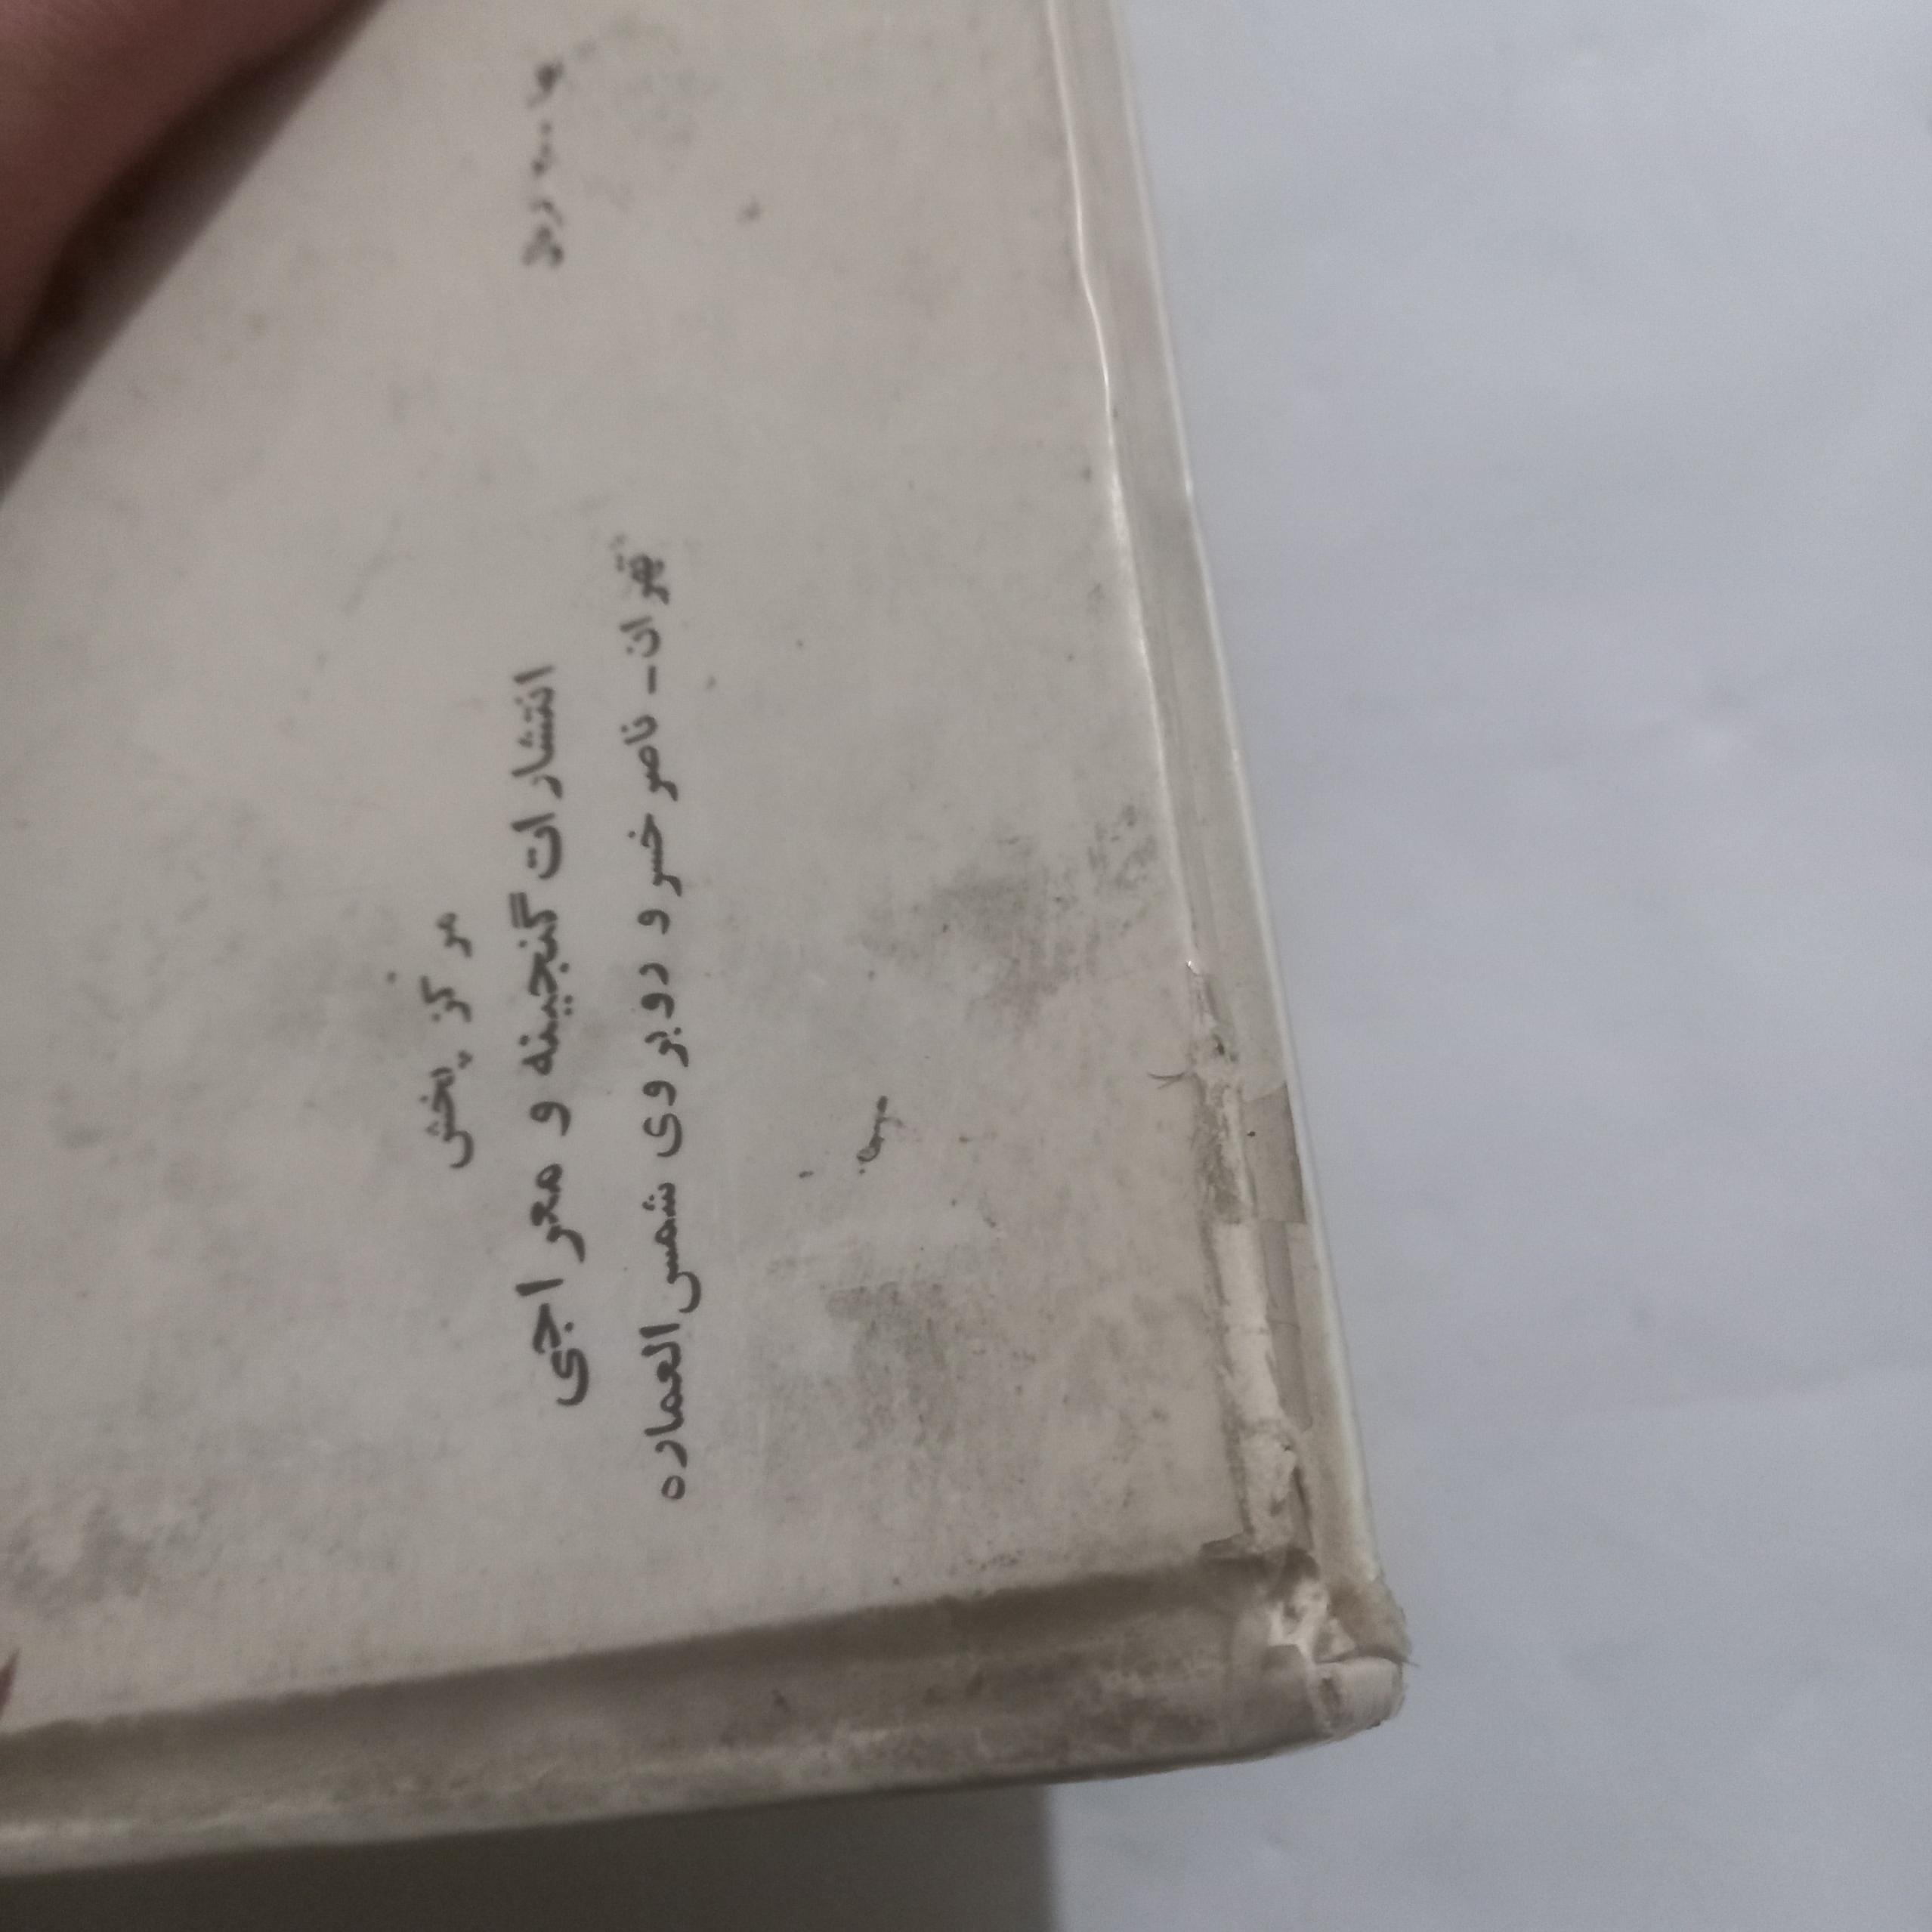 مرکز پخش
انتشارات گنجینه و معراجی
تهران - ناصر خسرو روبروی شمس‌العماره